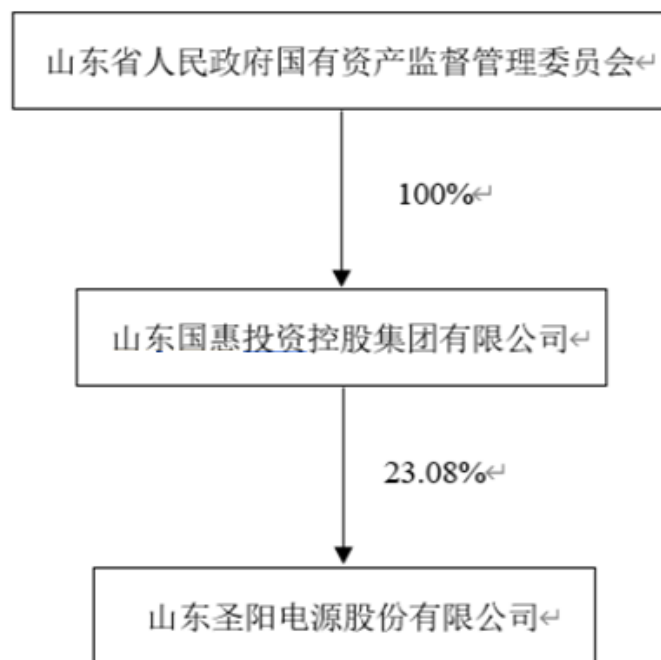 山东省人民政府国有资产监督管理委员会
100%
山东国惠投资控股集团有限公司
23.08%
山东圣阳电源股份有限公司